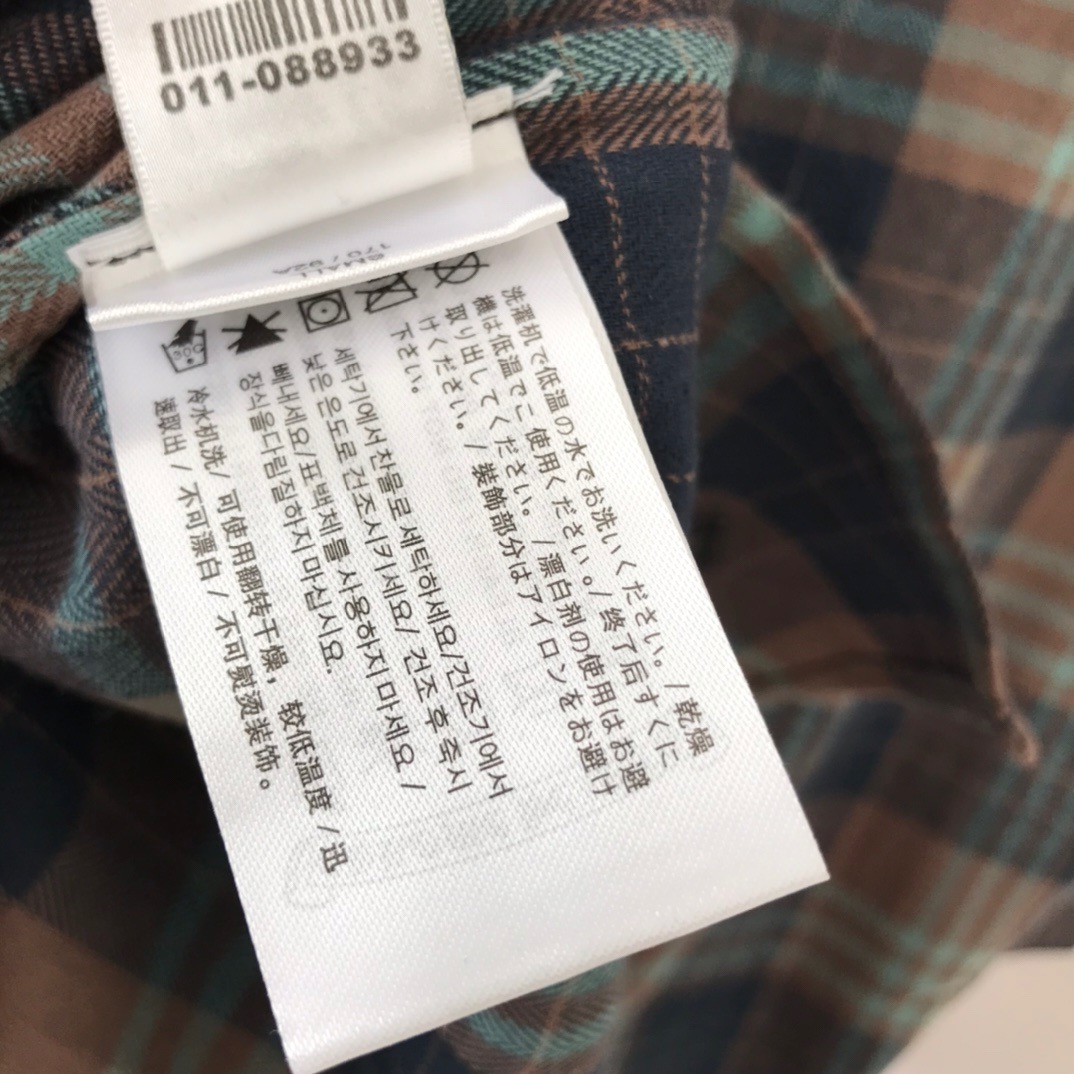 011-088933
SMALL
170 / 92A
30C
洗濯机で低温の水でお洗いください。/ 乾燥
機は低温でご使用ください。/ 終了后すぐに
取り出してください。/ 漂白剤の使用はお避
けください。/ 装飾部分はアイロンをお避け
下さい。
세탁기에서찬물로세탁하세요/건조기에서
낮은온도로 건조시키세요/ 건조 후 즉시
빼내세요/표백제를 사용하지마세요 /
장식을다림질하지마십시요.
冷水机洗/ 可使用翻转干燥， 较低温度 / 迅
速取出 / 不可漂白 / 不可熨烫装饰。